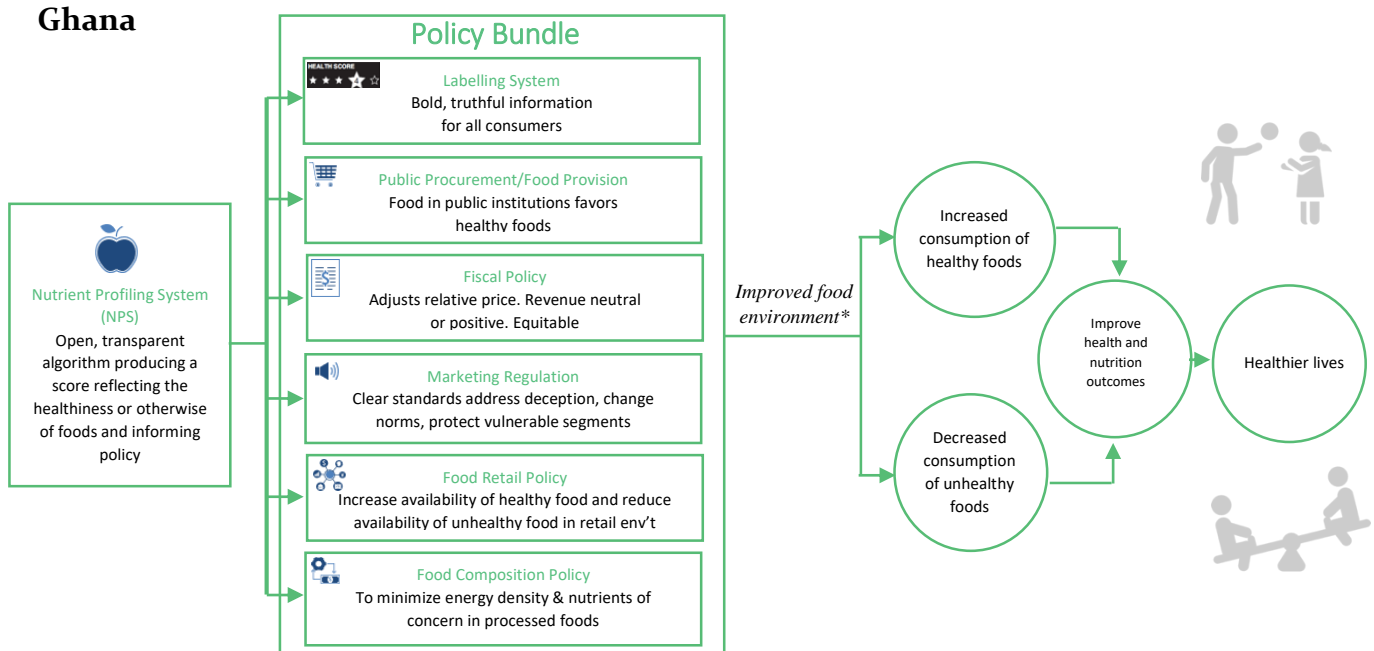 Ghana
Policy Bundle
HEALTH SCORE
4
Labelling System
Bold, truthful information
for all consumers
Public Procurement/Food Provision
Food in public institutions favors
healthy foods
Fiscal Policy
Adjusts relative price. Revenue neutral
or positive. Equitable
Marketing Regulation
Clear standards address deception, change
norms, protect vulnerable segments
Food Retail Policy
Increase availability of healthy food and reduce
availability of unhealthy food in retail env’t
Food Composition Policy
To minimize energy density & nutrients of
concern in processed foods
Nutrient Profiling System
(NPS)
Open, transparent
algorithm producing a
score reflecting the
healthiness or otherwise
of foods and informing
policy
Improved food
environment*
Increased
consumption of
healthy foods
Decreased
consumption
of unhealthy
foods
Improve
health and
nutrition
outcomes
Healthier lives